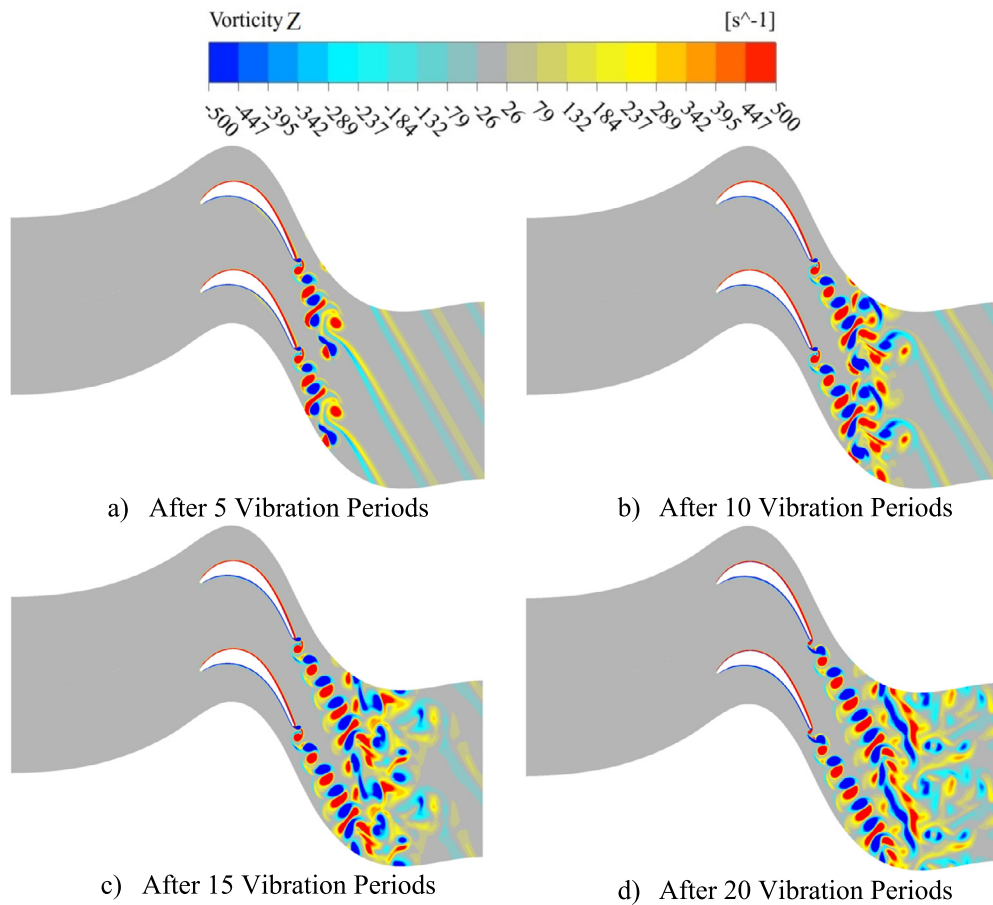 Vorticity Z [s^-1]
-500 -447 -395 -342 -289 -237 -184 -132 -79 -26 26 79 132 184 237 289 342 395 447 500
a) After 5 Vibration Periods
b) After 10 Vibration Periods
c) After 15 Vibration Periods
d) After 20 Vibration Periods